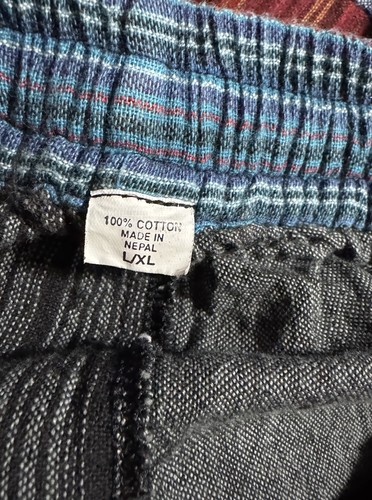 100% COTTON
MADE IN
NEPAL
L/XL